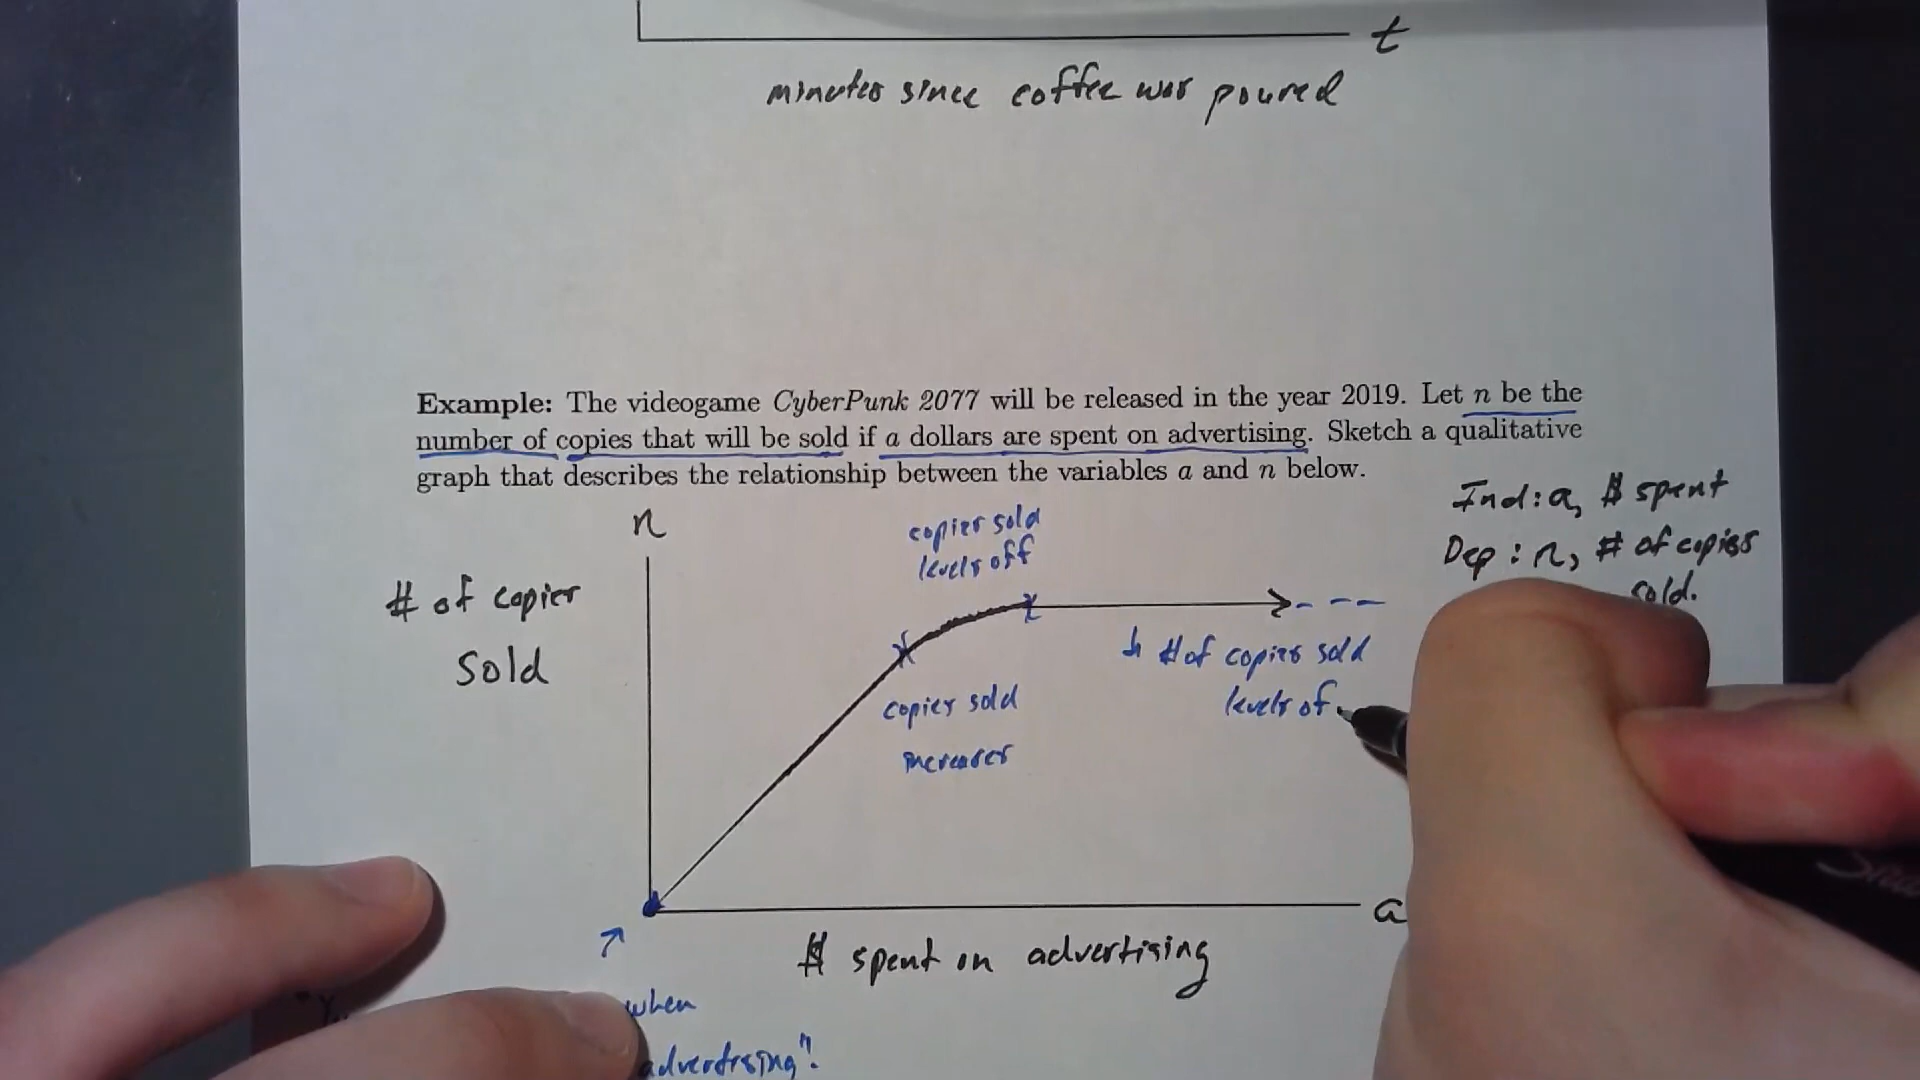 t
minutes since coffee was poured
Example: The videogame CyberPunk 2077 will be released in the year 2019. Let n be the
number of copies that will be sold if a dollars are spent on advertising. Sketch a qualitative
graph that describes the relationship between the variables a and n below.
Ind: a, $ spent
Dep: n, # of copies
sold.
n
copies sold
levels off
# of copies
sold
# of copies sold
levels of
copies sold
increases
a
$ spent on advertising
when
advertising".